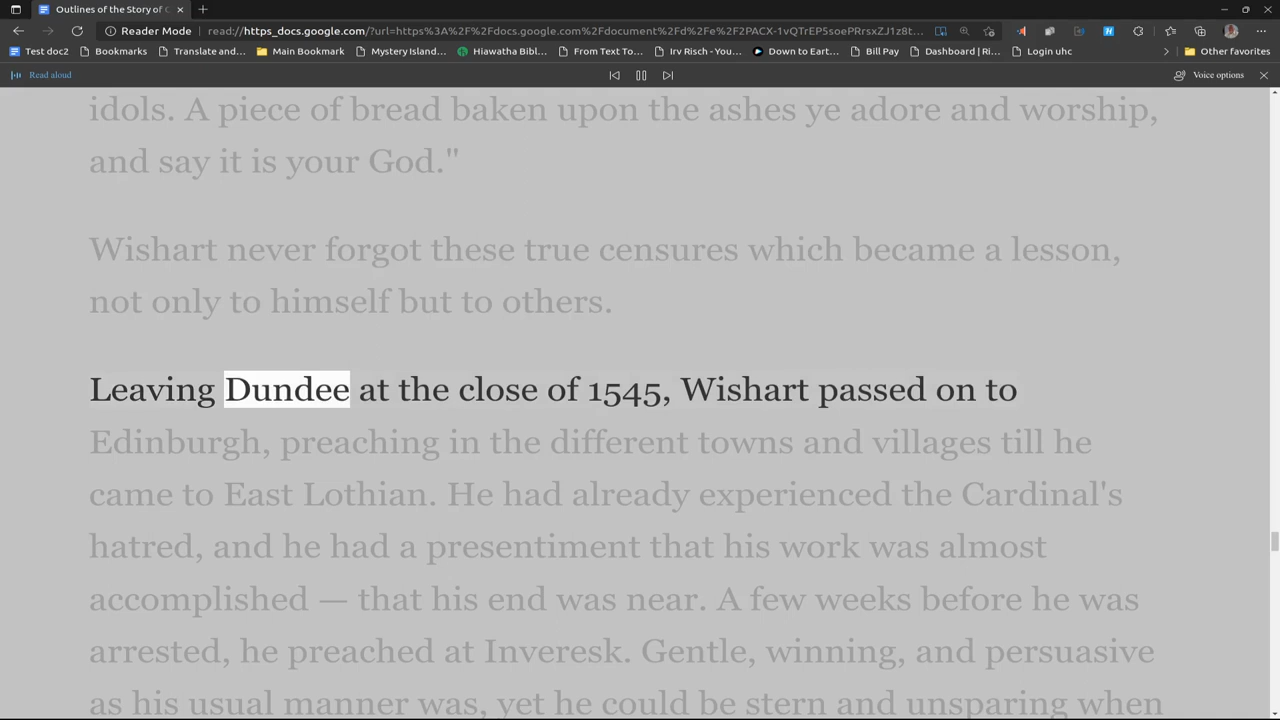 Outlines of the Story of C
Reader Mode
read://https_docs.google.com/?url=https%3A%2F%2Fdocs.google.com%2Fdocument%2Fd%2Fe%2F2PACX-1vQTrEP5ssoePRrsxZJ1z8t...
Test doc2
Bookmarks
Translate and...
Main Bookmark
Mystery Island...
Hiawatha Bibl...
From Text To...
Irv Risch - You...
Down to Eart...
Bill Pay
Dashboard | Ri...
Login uhc
Other favorites
Read aloud
Voice options
idols. A piece of bread baken upon the ashes ye adore and worship,
and say it is your God."
Wishart never forgot these true censures which became a lesson,
not only to himself but to others.
Leaving Dundee at the close of 1545, Wishart passed on to
Edinburgh, preaching in the different towns and villages till he
came to East Lothian. He had already experienced the Cardinal's
hatred, and he had a presentiment that his work was almost
accomplished — that his end was near. A few weeks before he was
arrested, he preached at Inveresk. Gentle, winning, and persuasive
as his usual manner was, yet he could be stern and unsparing when